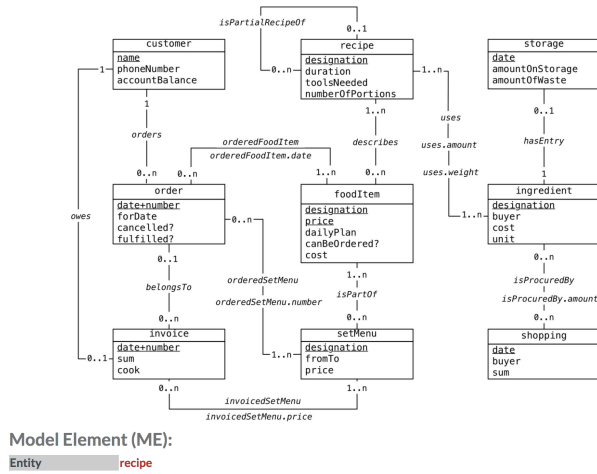 isPartialRecipeOf
0..1
customer
name
phoneNumber
accountBalance
recipe
designation
duration
toolsNeeded
numberOfPortions
storage
date
amountOnStorage
amountOfWaste
1
0..n
1..n
1
1..n
0..1
orders
orderedFoodItem
orderedFoodItem.date
describes
uses
uses.amount
uses.weight
hasEntry
0..n
0..n
1..n
0..n
1
owes
order
date+number
forDate
cancelled?
fulfilled?
0..n
foodItem
designation
price
dailyPlan
canBeOrdered?
cost
1..n
ingredient
designation
buyer
cost
unit
0..1
1..n
0..n
belongsTo
orderedSetMenu
orderedSetMenu.number
isPartOf
isProcuredBy
isProcuredBy.amount
0..n
0..n
0..n
0..1
invoice
date+number
sum
cook
1..n
setMenu
designation
fromTo
price
shopping
date
buyer
sum
0..n
1..n
invoicedSetMenu
invoicedSetMenu.price
Model Element (ME):
Entity recipe